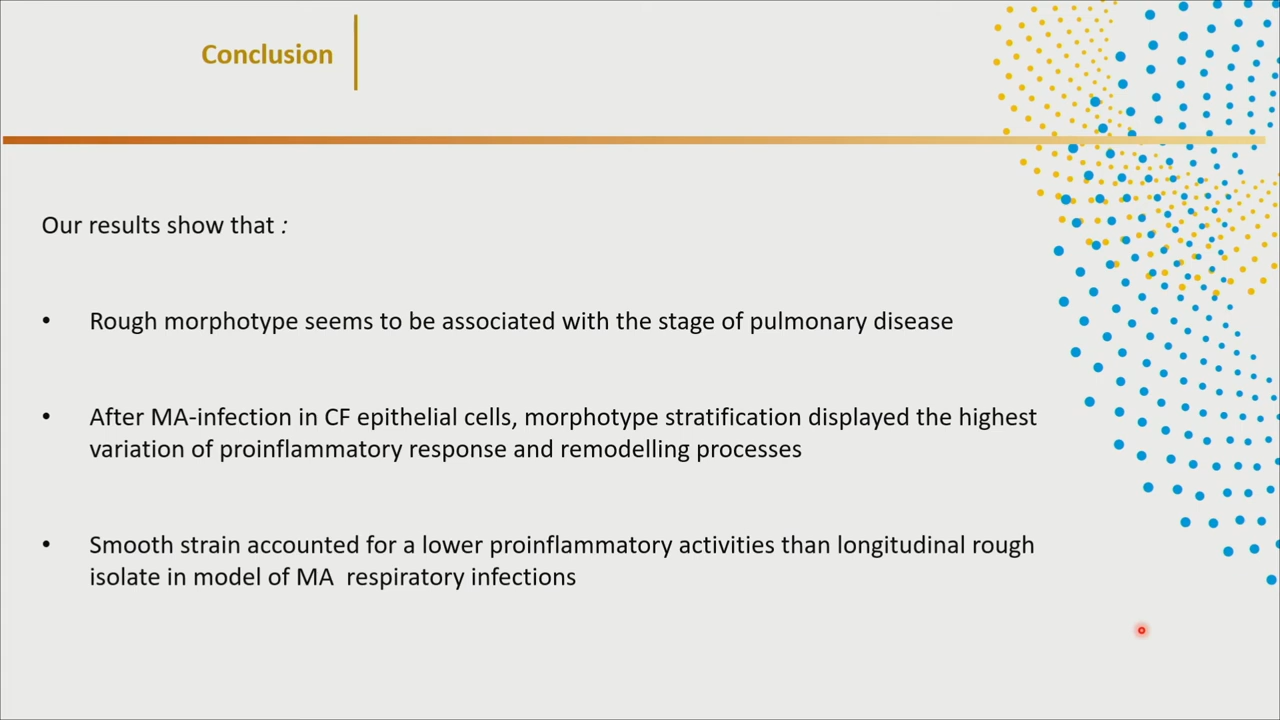 Conclusion
Our results show that :
• Rough morphotype seems to be associated with the stage of pulmonary disease
• After MA-infection in CF epithelial cells, morphotype stratification displayed the highest
variation of proinflammatory response and remodelling processes
• Smooth strain accounted for a lower proinflammatory activities than longitudinal rough
isolate in model of MA  respiratory infections